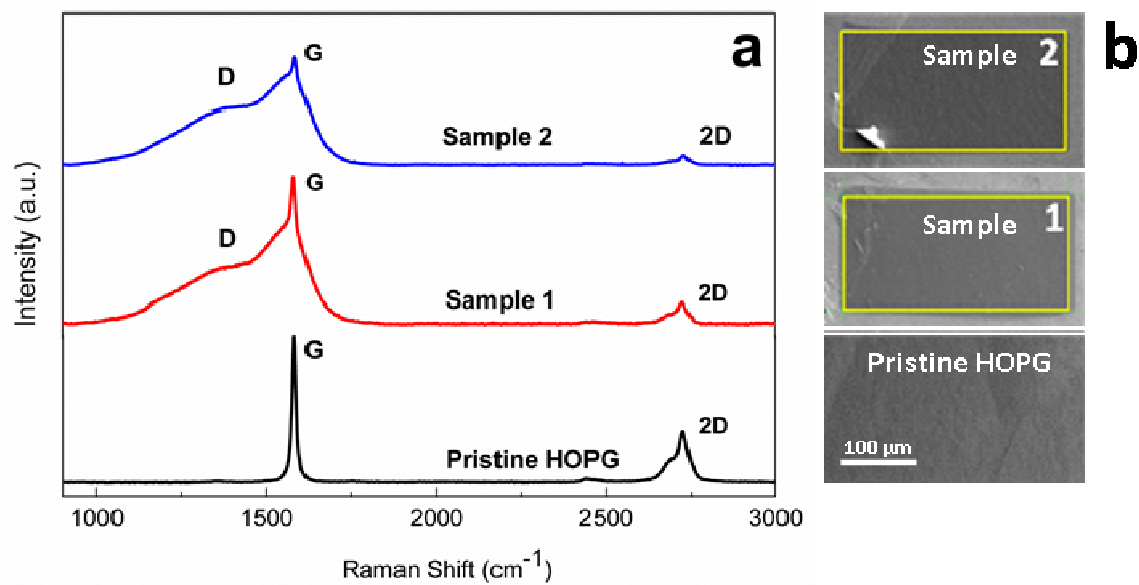 a
G
D
Sample 2
2D
G
D
Sample 1
2D
G
2D
Pristine HOPG
1000 1500 2000 2500 3000
Raman Shift (cm⁻¹)
Intensity (a.u.)
b
Sample 2
Sample 1
Pristine HOPG
100 µm